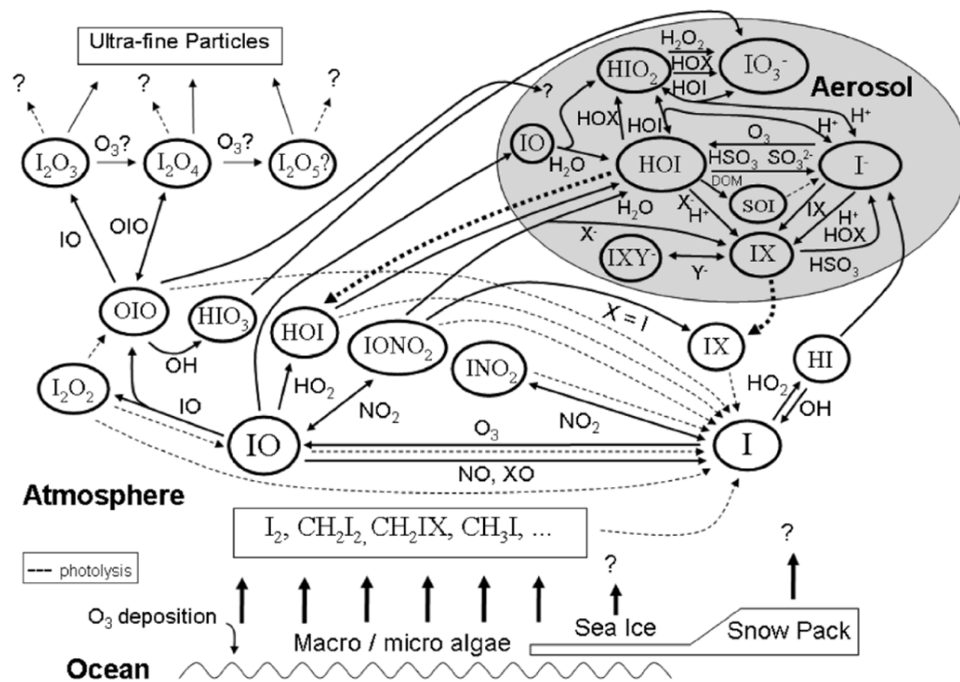 Ultra-fine Particles
?
?
?
I₂O₃
O₃?
I₂O₄
O₃?
I₂O₅?
IO
OIO
OIO
HIO₃
OH
I₂O₂
IO
IO
HOI
HO₂
IONO₂
NO₂
INO₂
NO₂
X = I
IX
HI
HO₂
OH
I
O₃
NO, XO
Aerosol
?
HIO₂
H₂O₂
HOX
HOI
IO₃⁻
IO
H₂O
HOX
HOI
H⁺
H⁺
HOI
O₃
HSO₃⁻
SO₃²⁻
I⁻
DOM
SOI
H₂O
X⁻
H⁺
IX
H⁺
HOX
X⁻
IXY⁻
Y⁻
IX
HSO₃
Atmosphere
I₂, CH₂I₂, CH₂IX, CH₃I, ...
--- photolysis
O₃ deposition
Macro / micro algae
?
Sea Ice
?
Snow Pack
Ocean